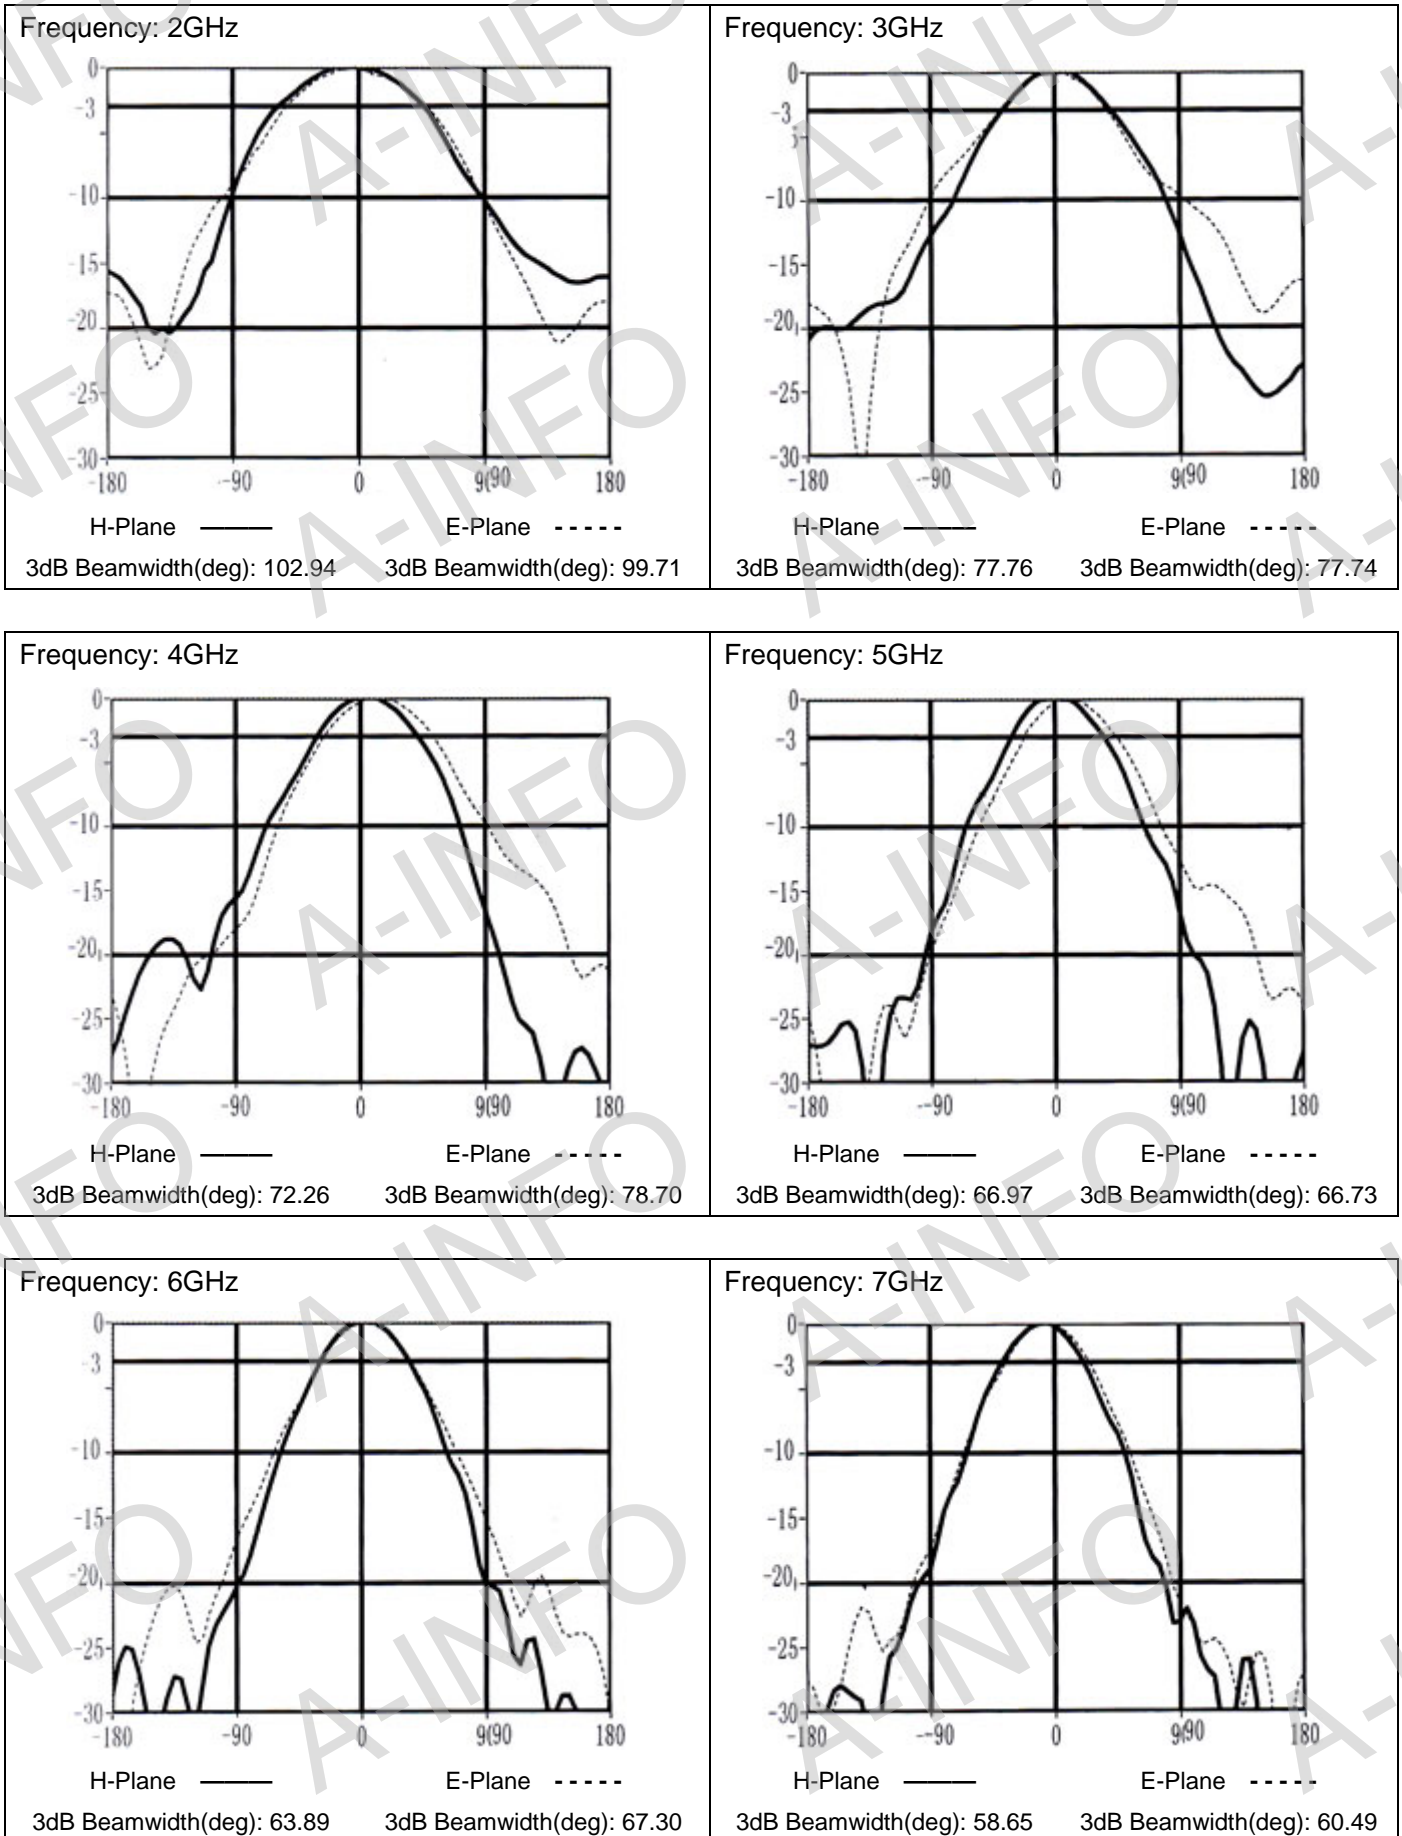 Frequency: 2GHz
0
-3
-10
-15
-20
-25
-30
-180 -90 0 9(90 180
H-Plane E-Plane
3dB Beamwidth(deg): 102.94 3dB Beamwidth(deg): 99.71
Frequency: 3GHz
0
-3
-10
-15
-20
-25
-30
-180 --90 0 9(90 180
H-Plane E-Plane
3dB Beamwidth(deg): 77.76 3dB Beamwidth(deg): 77.74
Frequency: 4GHz
0
-3
-10
-15
-20
-25
-30
-180 -90 0 9(90 180
H-Plane E-Plane
3dB Beamwidth(deg): 72.26 3dB Beamwidth(deg): 78.70
Frequency: 5GHz
0
-3
-10
-15
-20
-25
-30
-180 --90 0 9(90 180
H-Plane E-Plane
3dB Beamwidth(deg): 66.97 3dB Beamwidth(deg): 66.73
Frequency: 6GHz
0
-3
-10
-15
-20
-25
-30
-180 -90 0 9(90 180
H-Plane E-Plane
3dB Beamwidth(deg): 63.89 3dB Beamwidth(deg): 67.30
Frequency: 7GHz
0
-3
-10
-15
-20
-25
-30
-180 --90 0 9(90 180
H-Plane E-Plane
3dB Beamwidth(deg): 58.65 3dB Beamwidth(deg): 60.49
A-INFO